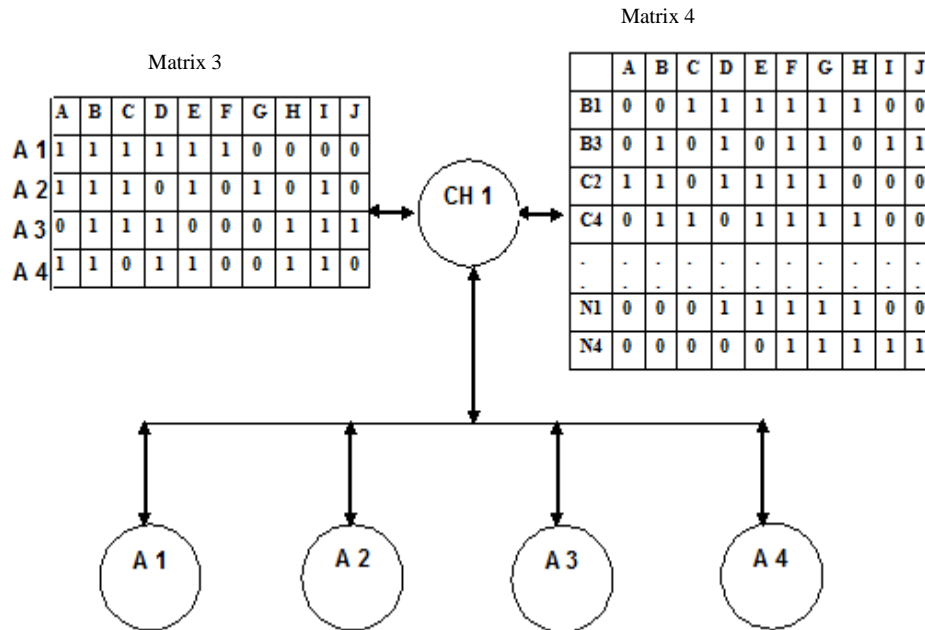 Matrix 3
A B C D E F G H I J
A 1 1 1 1 1 1 1 0 0 0 0
A 2 1 1 1 0 1 0 1 0 1 0
A 3 0 1 1 1 0 0 0 1 1 1
A 4 1 1 0 1 1 0 0 1 1 0
Matrix 4
A B C D E F G H I J
B1 0 0 1 1 1 1 1 1 0 0
B3 0 1 0 1 0 1 1 0 1 1
C2 1 1 0 1 1 1 1 0 0 0
C4 0 1 1 0 1 1 1 1 0 0
. . . . . . . . . . .
. . . . . . . . . . .
N1 0 0 0 1 1 1 1 1 0 0
N4 0 0 0 0 0 1 1 1 1 1
CH 1
A 1
A 2
A 3
A 4